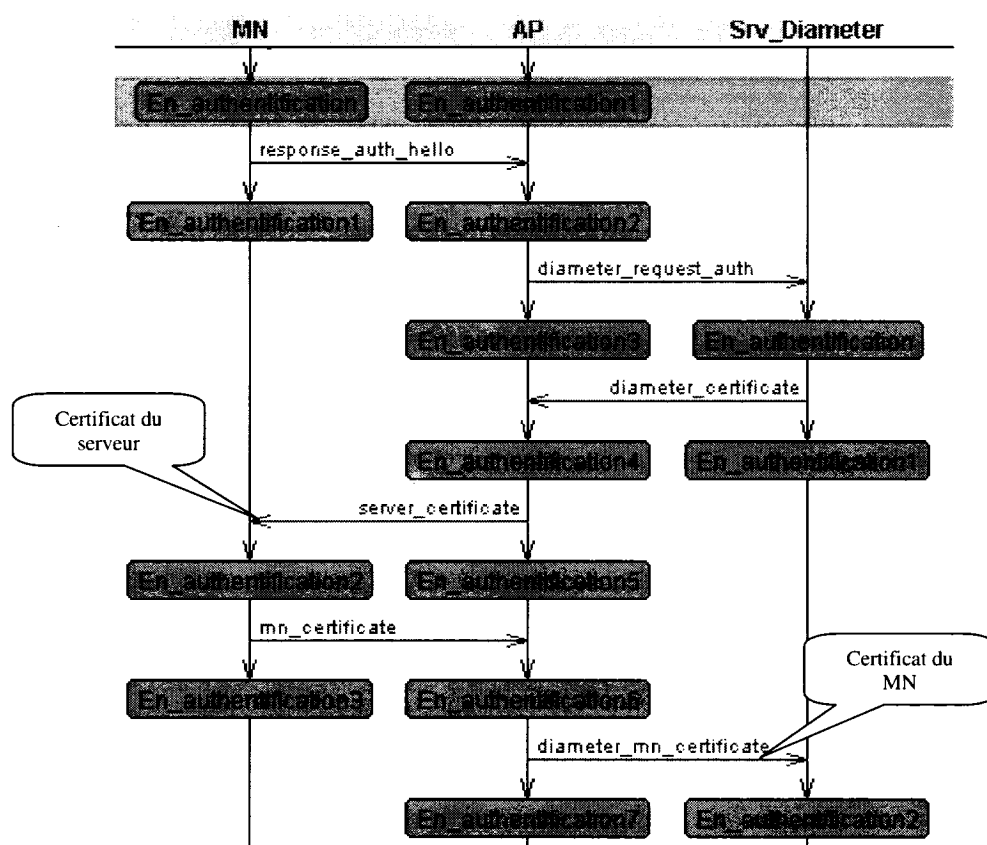 MN AP Srv_Diameter
En_authentification En_authentification1
response_auth_hello
En_authentification1 En_authentification2
diameter_request_auth
En_authentification3 En_authentification
diameter_certificate
Certificat du
serveur
En_authentification4 En_authentification1
server_certificate
En_authentification2 En_authentification5
mn_certificate
Certificat du
MN
En_authentification3 En_authentification6
diameter_mn_certificate
En_authentification7 En_authentification2